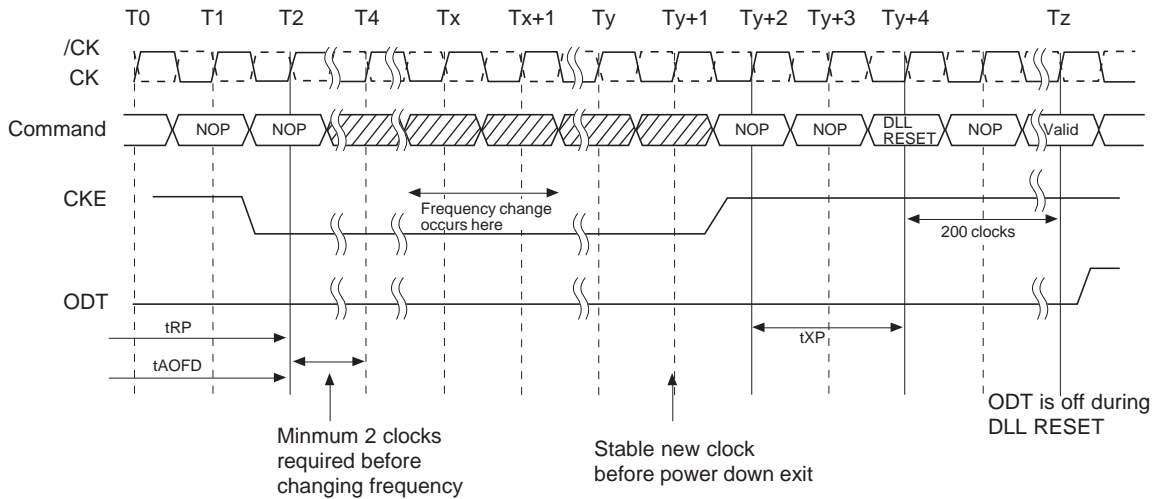 T0 T1 T2 T4 Tx Tx+1 Ty Ty+1 Ty+2 Ty+3 Ty+4 Tz
/CK
CK
Command NOP NOP NOP NOP DLL RESET NOP Valid
CKE
Frequency change
occurs here
200 clocks
ODT
tRP
tXP
tAOFD
ODT is off during
DLL RESET
Minmum 2 clocks
required before
changing frequency
Stable new clock
before power down exit